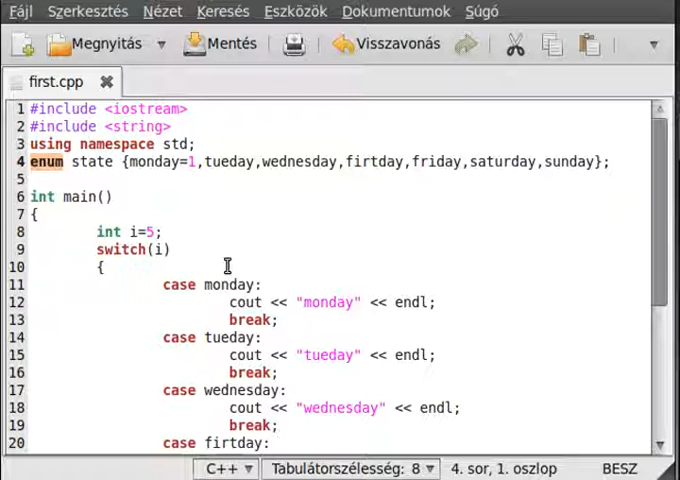 Fájl Szerkesztés Nézet Keresés Eszközök Dokumentumok Súgó
Megnyitás Mentés Visszavonás
first.cpp
1 #include <iostream>
2 #include <string>
3 using namespace std;
4 enum state {monday=1,tueday,wednesday,firtday,friday,saturday,sunday};
5
6 int main()
7 {
8 int i=5;
9 switch(i)
10 {
11 case monday:
12 cout << "monday" << endl;
13 break;
14 case tueday:
15 cout << "tueday" << endl;
16 break;
17 case wednesday:
18 cout << "wednesday" << endl;
19 break;
20 case firtday:
C++ Tabulátorszélesség: 8 4. sor, 1. oszlop BESZ